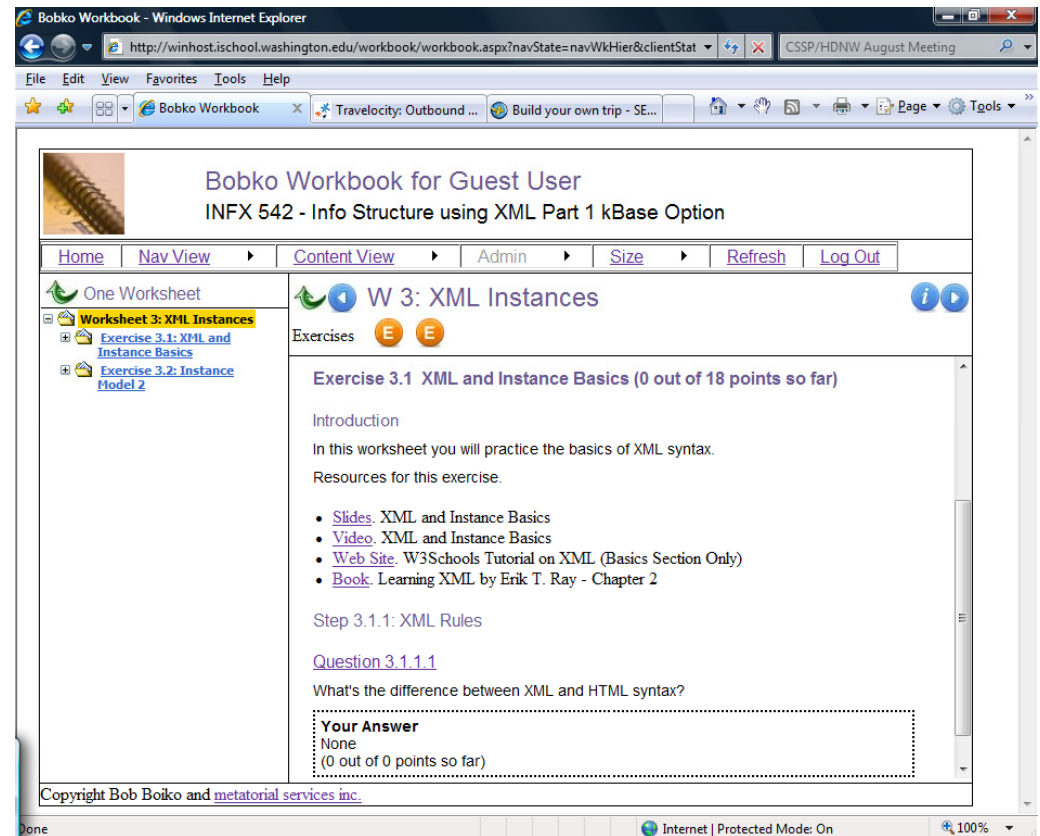 Bobko Workbook - Windows Internet Explorer
http://winhost.ischool.washington.edu/workbook/workbook.aspx?navState=navWkHier&clientStat
CSSP/HDNW August Meeting
File Edit View Favorites Tools Help
Bobko Workbook
Travelocity: Outbound ...
Build your own trip - SE...
Page
Tools
Bobko Workbook for Guest User
INFX 542 - Info Structure using XML Part 1 kBase Option
Home Nav View Content View Admin Size Refresh Log Out
One Worksheet
Worksheet 3: XML Instances
Exercise 3.1: XML and
Instance Basics
Exercise 3.2: Instance
Model 2
W 3: XML Instances
i
Exercises E E
Exercise 3.1 XML and Instance Basics (0 out of 18 points so far)
Introduction
In this worksheet you will practice the basics of XML syntax.
Resources for this exercise.
• Slides. XML and Instance Basics
• Video. XML and Instance Basics
• Web Site. W3Schools Tutorial on XML (Basics Section Only)
• Book. Learning XML by Erik T. Ray - Chapter 2
Step 3.1.1: XML Rules
Question 3.1.1.1
What's the difference between XML and HTML syntax?
Your Answer
None
(0 out of 0 points so far)
Copyright Bob Boiko and metatorial services inc.
Done
Internet | Protected Mode: On
100%